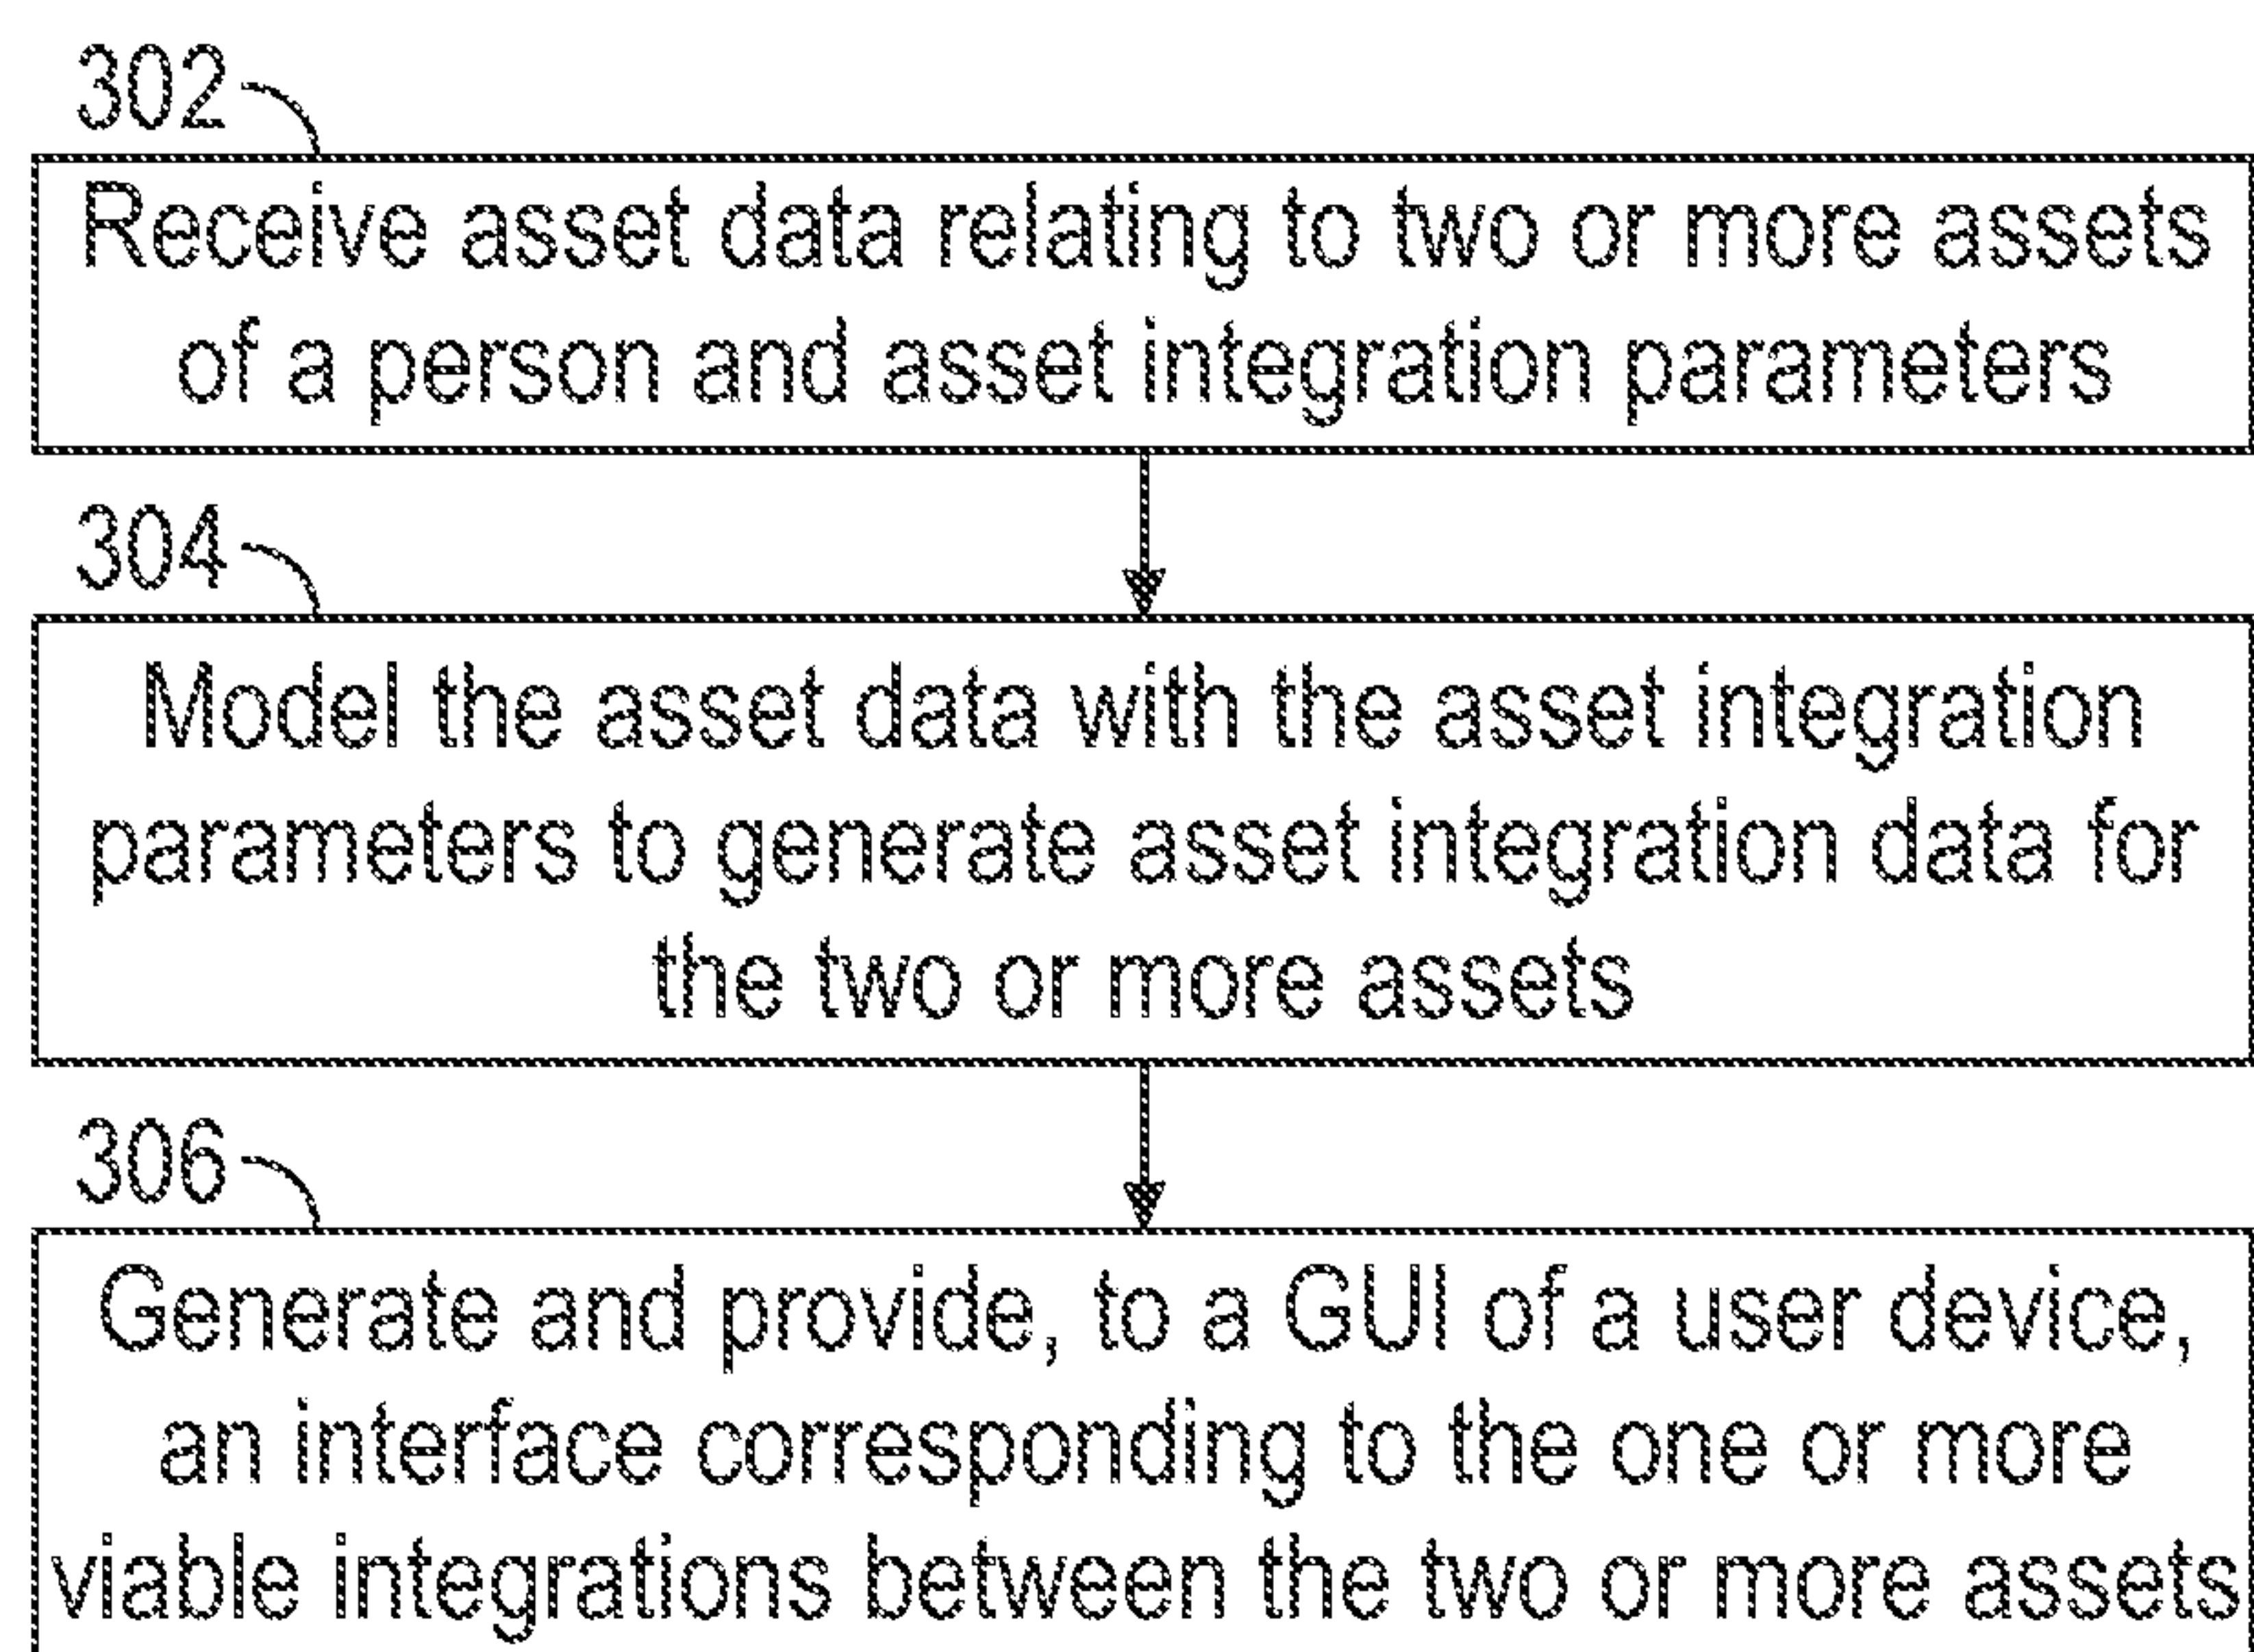 302
Receive asset data relating to two or more assets
of a person and asset integration parameters
304
Model the asset data with the asset integration
parameters to generate asset integration data for
the two or more assets
306
Generate and provide, to a GUI of a user device,
an interface corresponding to the one or more
viable integrations between the two or more assets